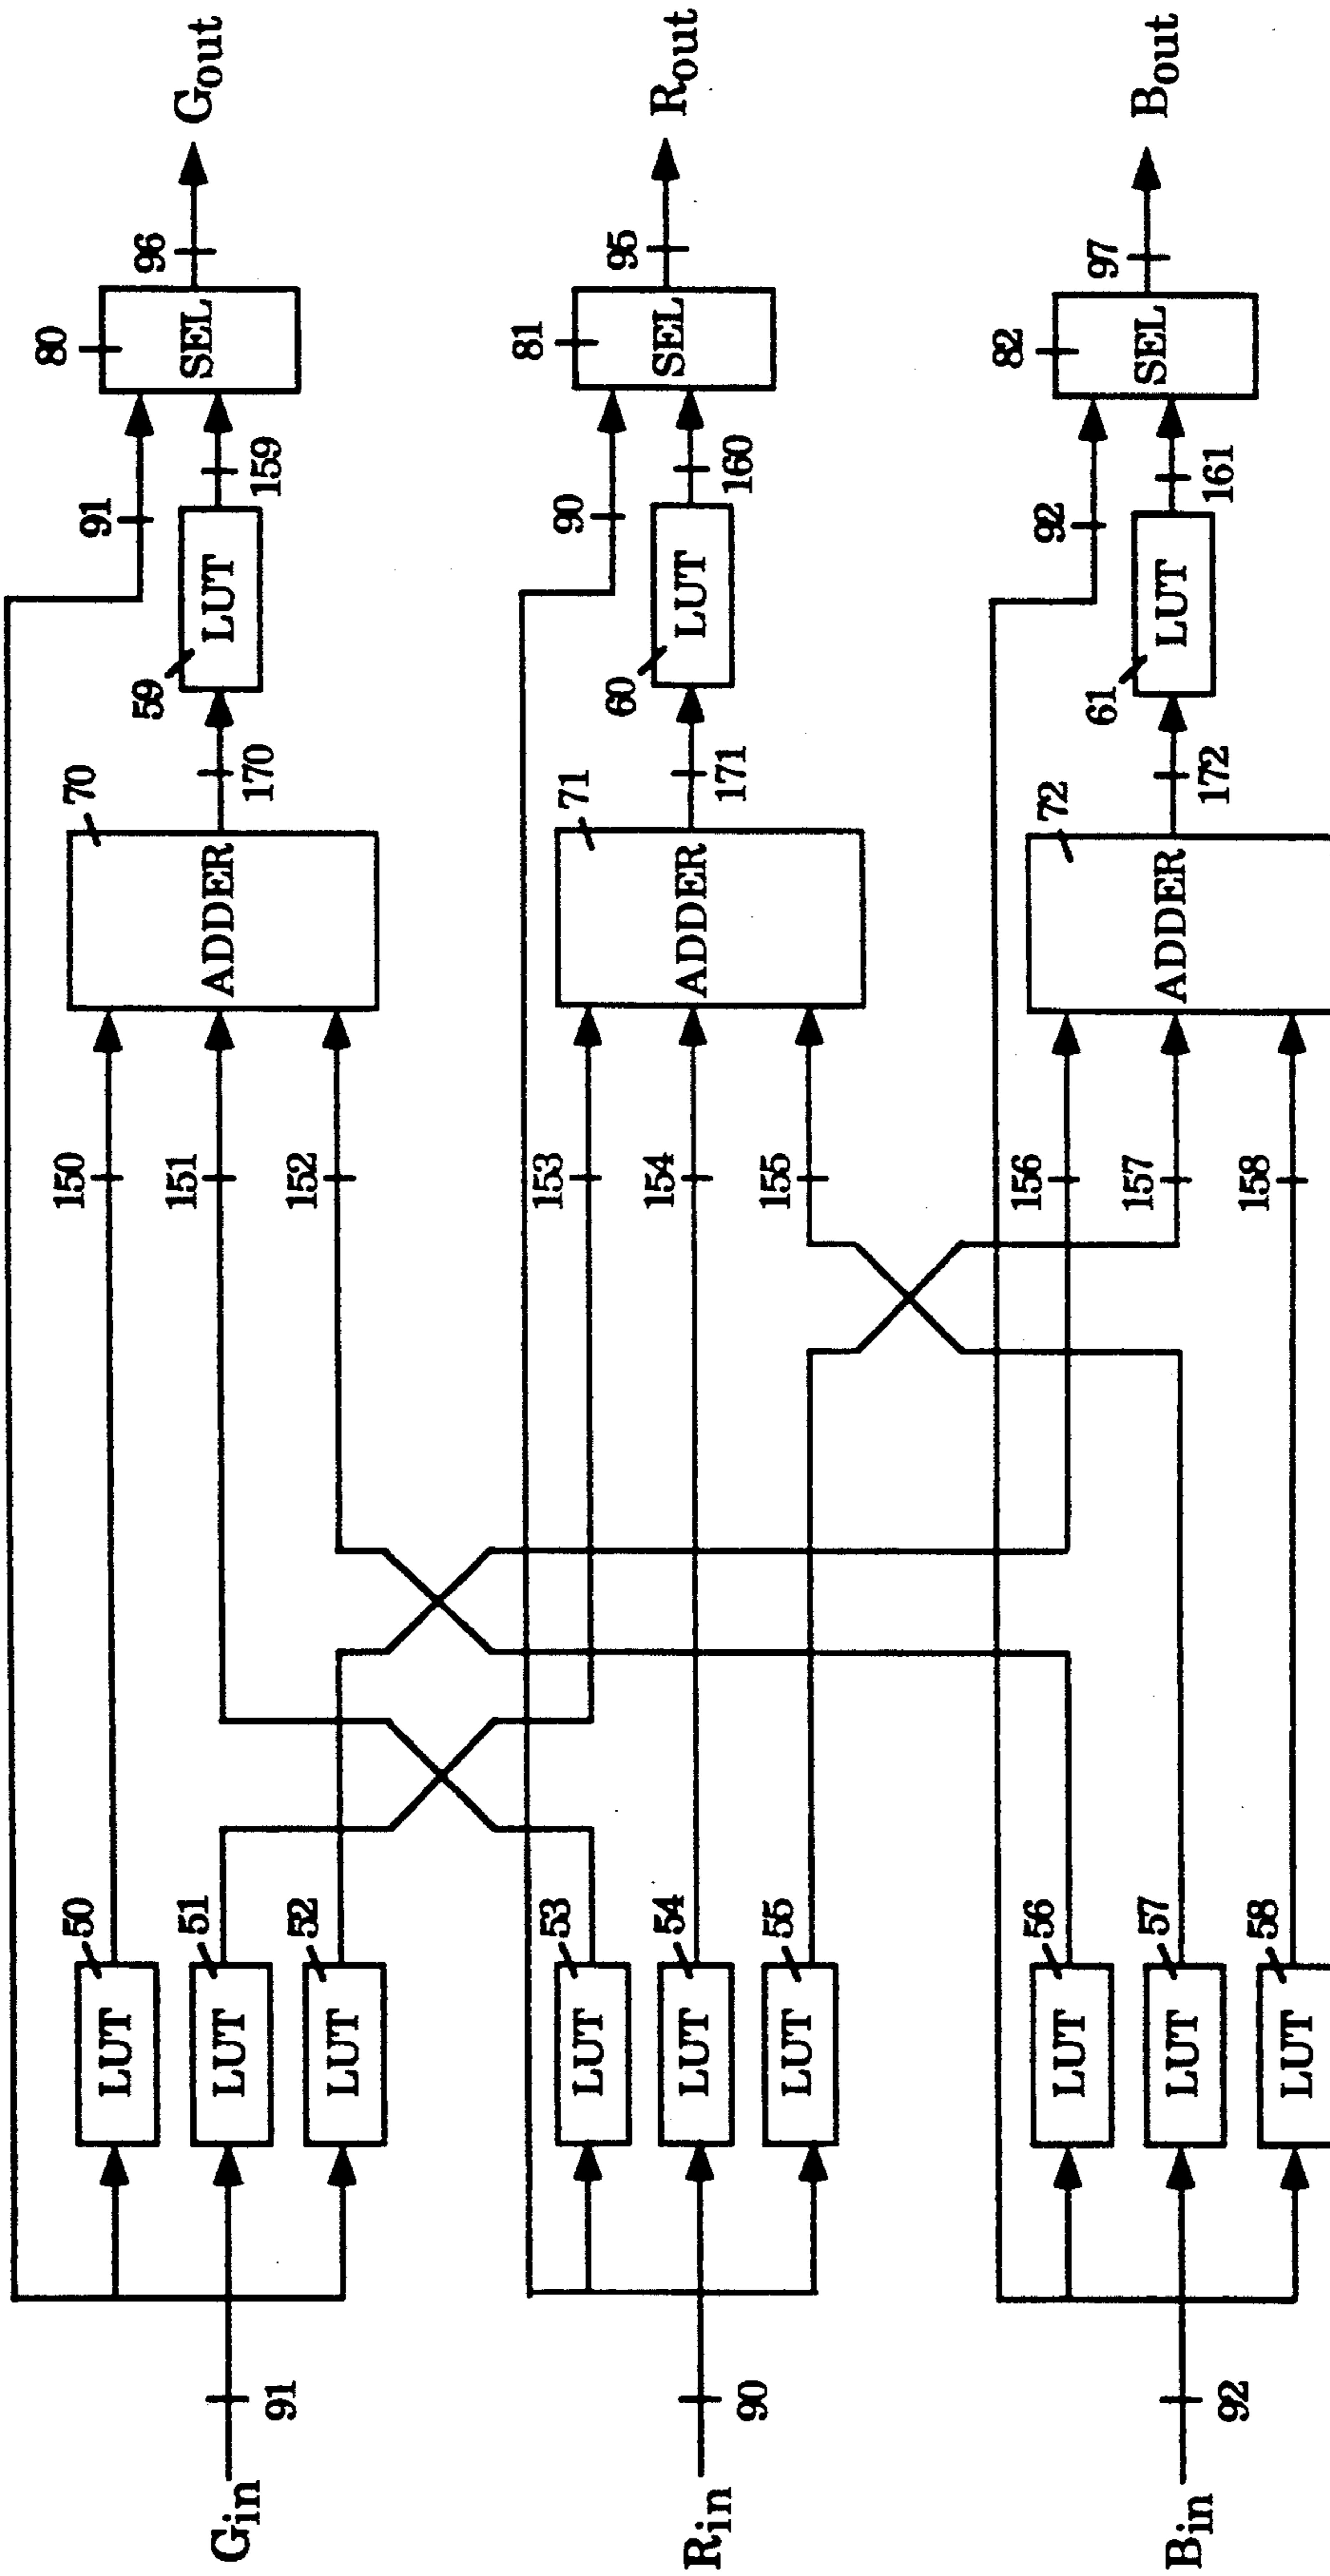 Gin
91
LUT
50
LUT
51
LUT
52
150
151
152
ADDER
70
170
LUT
59
159
91
SEL
80
96
Gout
Rin
90
LUT
53
LUT
54
LUT
55
153
154
155
ADDER
71
171
LUT
60
160
90
SEL
81
95
Rout
Bin
92
LUT
56
LUT
57
LUT
58
156
157
158
ADDER
72
172
LUT
61
161
92
SEL
82
97
Bout